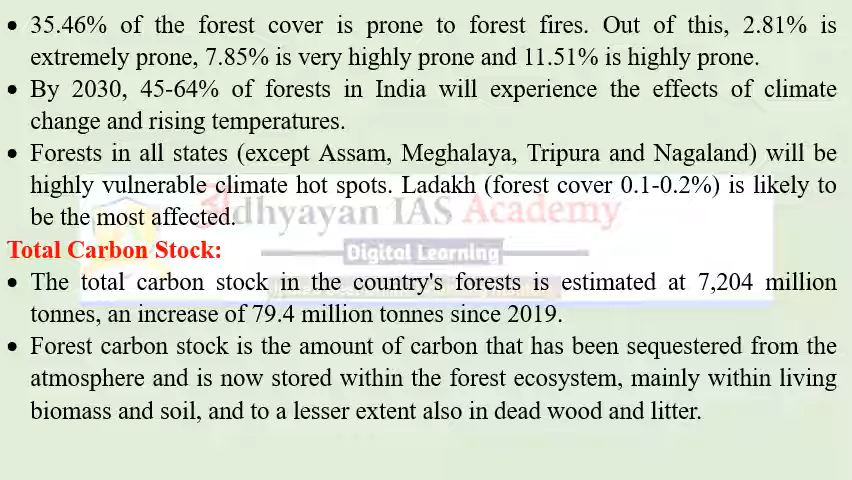 • 35.46% of the forest cover is prone to forest fires. Out of this, 2.81% is
extremely prone, 7.85% is very highly prone and 11.51% is highly prone.
• By 2030, 45-64% of forests in India will experience the effects of climate
change and rising temperatures.
• Forests in all states (except Assam, Meghalaya, Tripura and Nagaland) will be
highly vulnerable climate hot spots. Ladakh (forest cover 0.1-0.2%) is likely to
be the most affected.
dhyayan IAS Academy
Total Carbon Stock:
Digital Learning
• The total carbon stock in the country's forests is estimated at 7,204 million
tonnes, an increase of 79.4 million tonnes since 2019.
• Forest carbon stock is the amount of carbon that has been sequestered from the
atmosphere and is now stored within the forest ecosystem, mainly within living
biomass and soil, and to a lesser extent also in dead wood and litter.